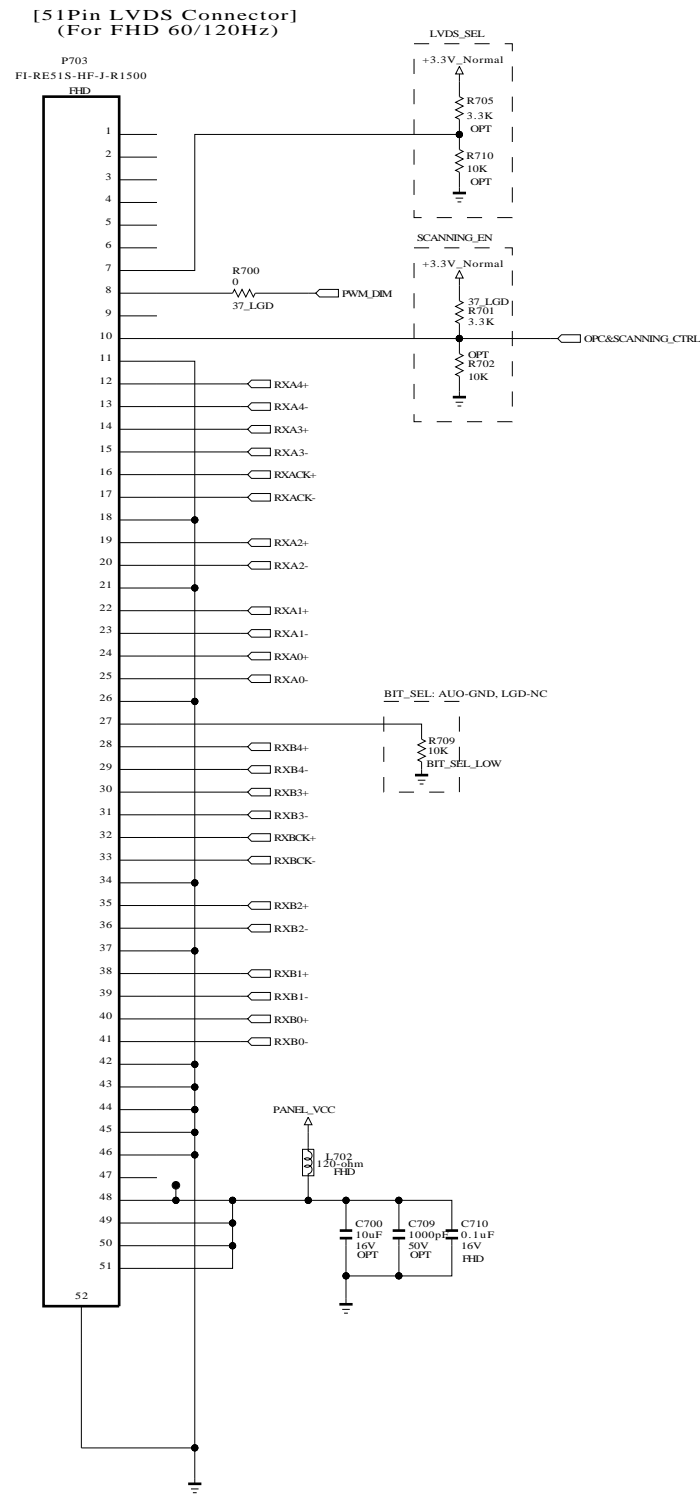 [51Pin LVDS Connector]
(For FHD 60/120Hz)
P703
FI-RE51S-HF-J-R1500
FHD
LVDS_SEL
+3.3V_Normal
R705
3.3K
OPT
R710
10K
OPT
SCANNING_EN
+3.3V_Normal
37_LGD
R701
3.3K
OPT
R702
10K
OPC&SCANNING_CTRL
1
2
3
4
5
6
7
R700
0
37_LGD
8
PWM_DIM
9
10
11
12 RXA4+
13 RXA4-
14 RXA3+
15 RXA3-
16 RXACK+
17 RXACK-
18
19 RXA2+
20 RXA2-
21
22 RXA1+
23 RXA1-
24 RXA0+
25 RXA0-
26
BIT_SEL: AUO-GND, LGD-NC
27
R709
10K
BIT_SEL_LOW
28 RXB4+
29 RXB4-
30 RXB3+
31 RXB3-
32 RXBCK+
33 RXBCK-
34
35 RXB2+
36 RXB2-
37
38 RXB1+
39 RXB1-
40 RXB0+
41 RXB0-
42
43
44
45
46
47
48
49
50
51
52
PANEL_VCC
L702
120-ohm
FHD
C700
10uF
16V
OPT
C709
1000pF
50V
OPT
C710
0.1uF
16V
FHD